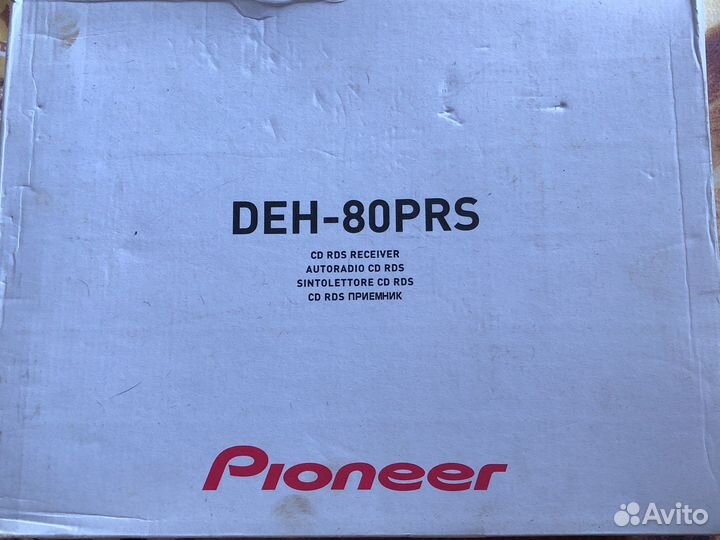 DEH-80PRS
CD RDS RECEIVER
AUTORADIO CD RDS
SINTOLETTORE CD RDS
CD RDS ПРИЕМНИК
Pioneer
Avito